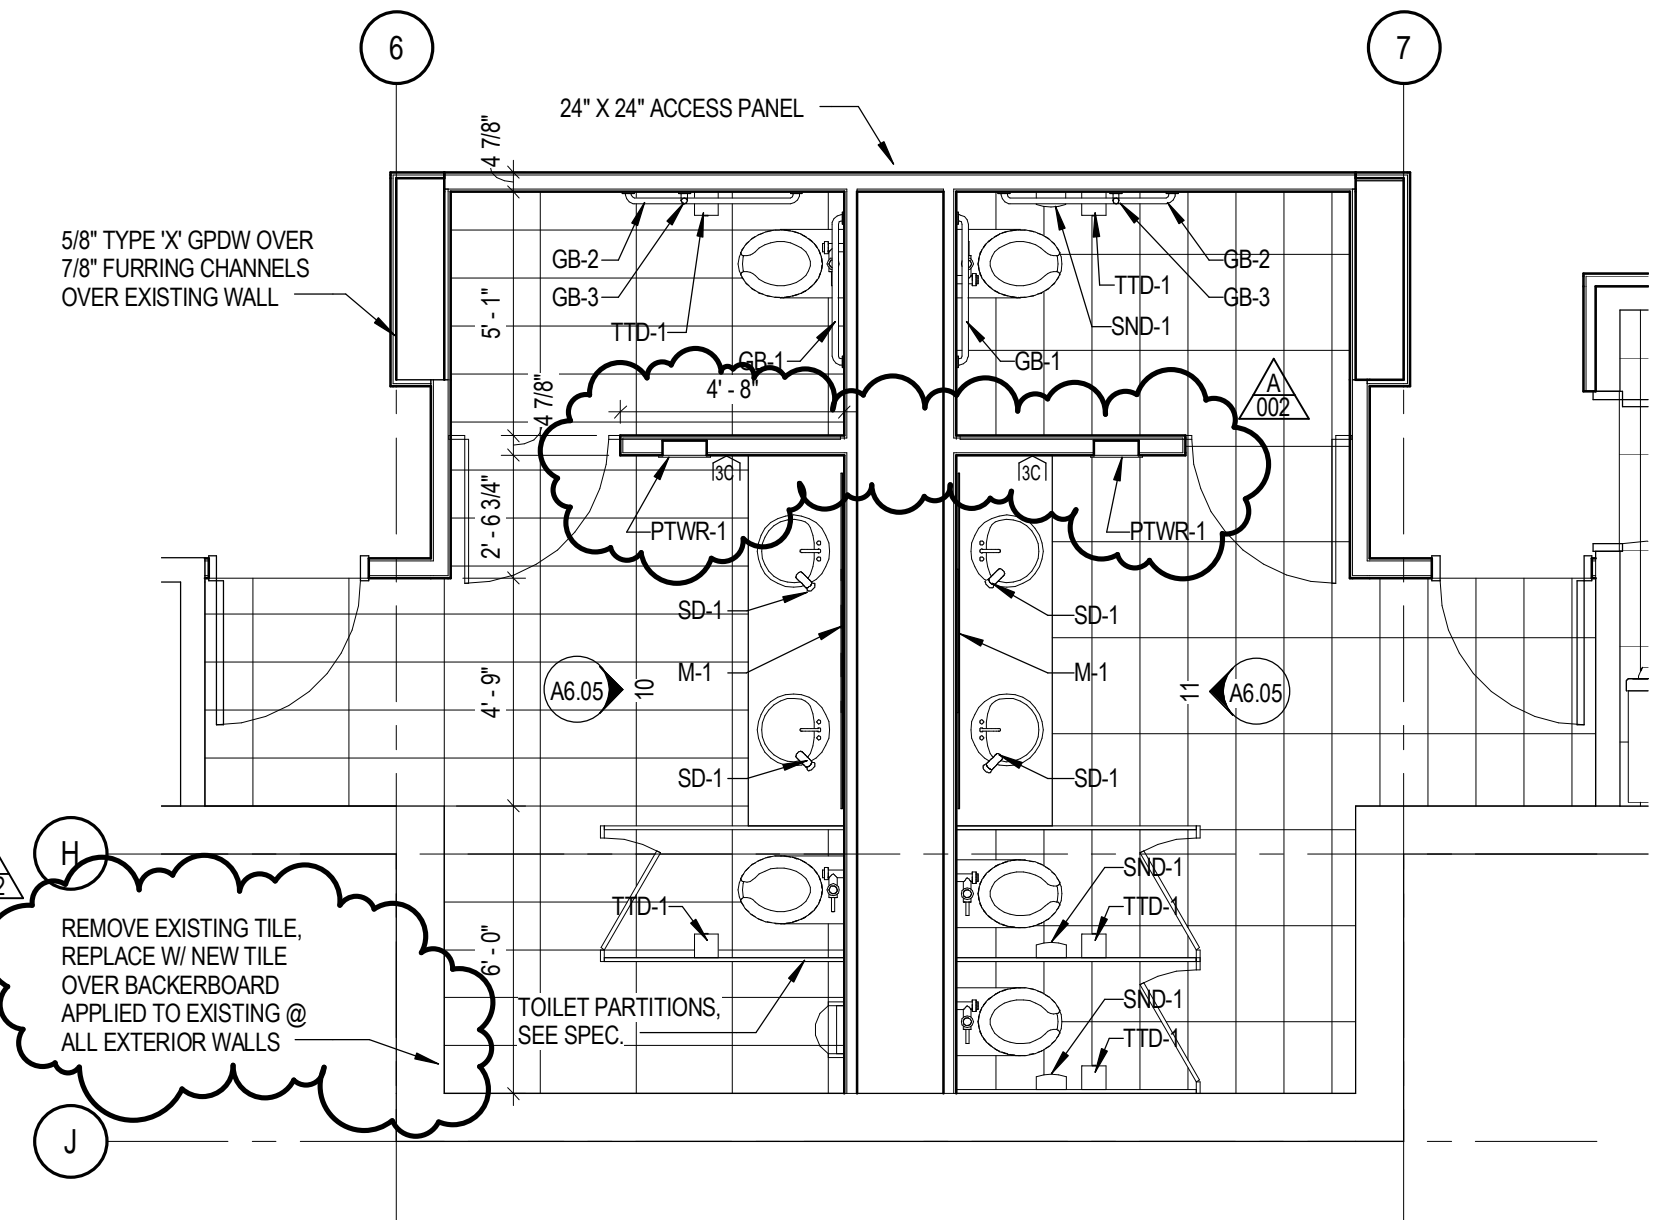 6
7
24" X 24" ACCESS PANEL
4 7/8"
5/8" TYPE 'X' GPDW OVER
7/8" FURRING CHANNELS
OVER EXISTING WALL
GB-2
GB-3
TTD-1
GB-1
GB-2
TTD-1
GB-3
SND-1
GB-1
5' - 1"
4' - 8"
4 7/8"
A
002
3C
3C
PTWR-1
PTWR-1
2' - 6 3/4"
SD-1
SD-1
M-1
M-1
A6.05
10
11
A6.05
4' - 9"
SD-1
SD-1
H
2
SND-1
TTD-1
TTD-1
REMOVE EXISTING TILE,
REPLACE W/ NEW TILE
OVER BACKERBOARD
APPLIED TO EXISTING @
ALL EXTERIOR WALLS
6' - 0"
TOILET PARTITIONS,
SEE SPEC.
SND-1
TTD-1
J